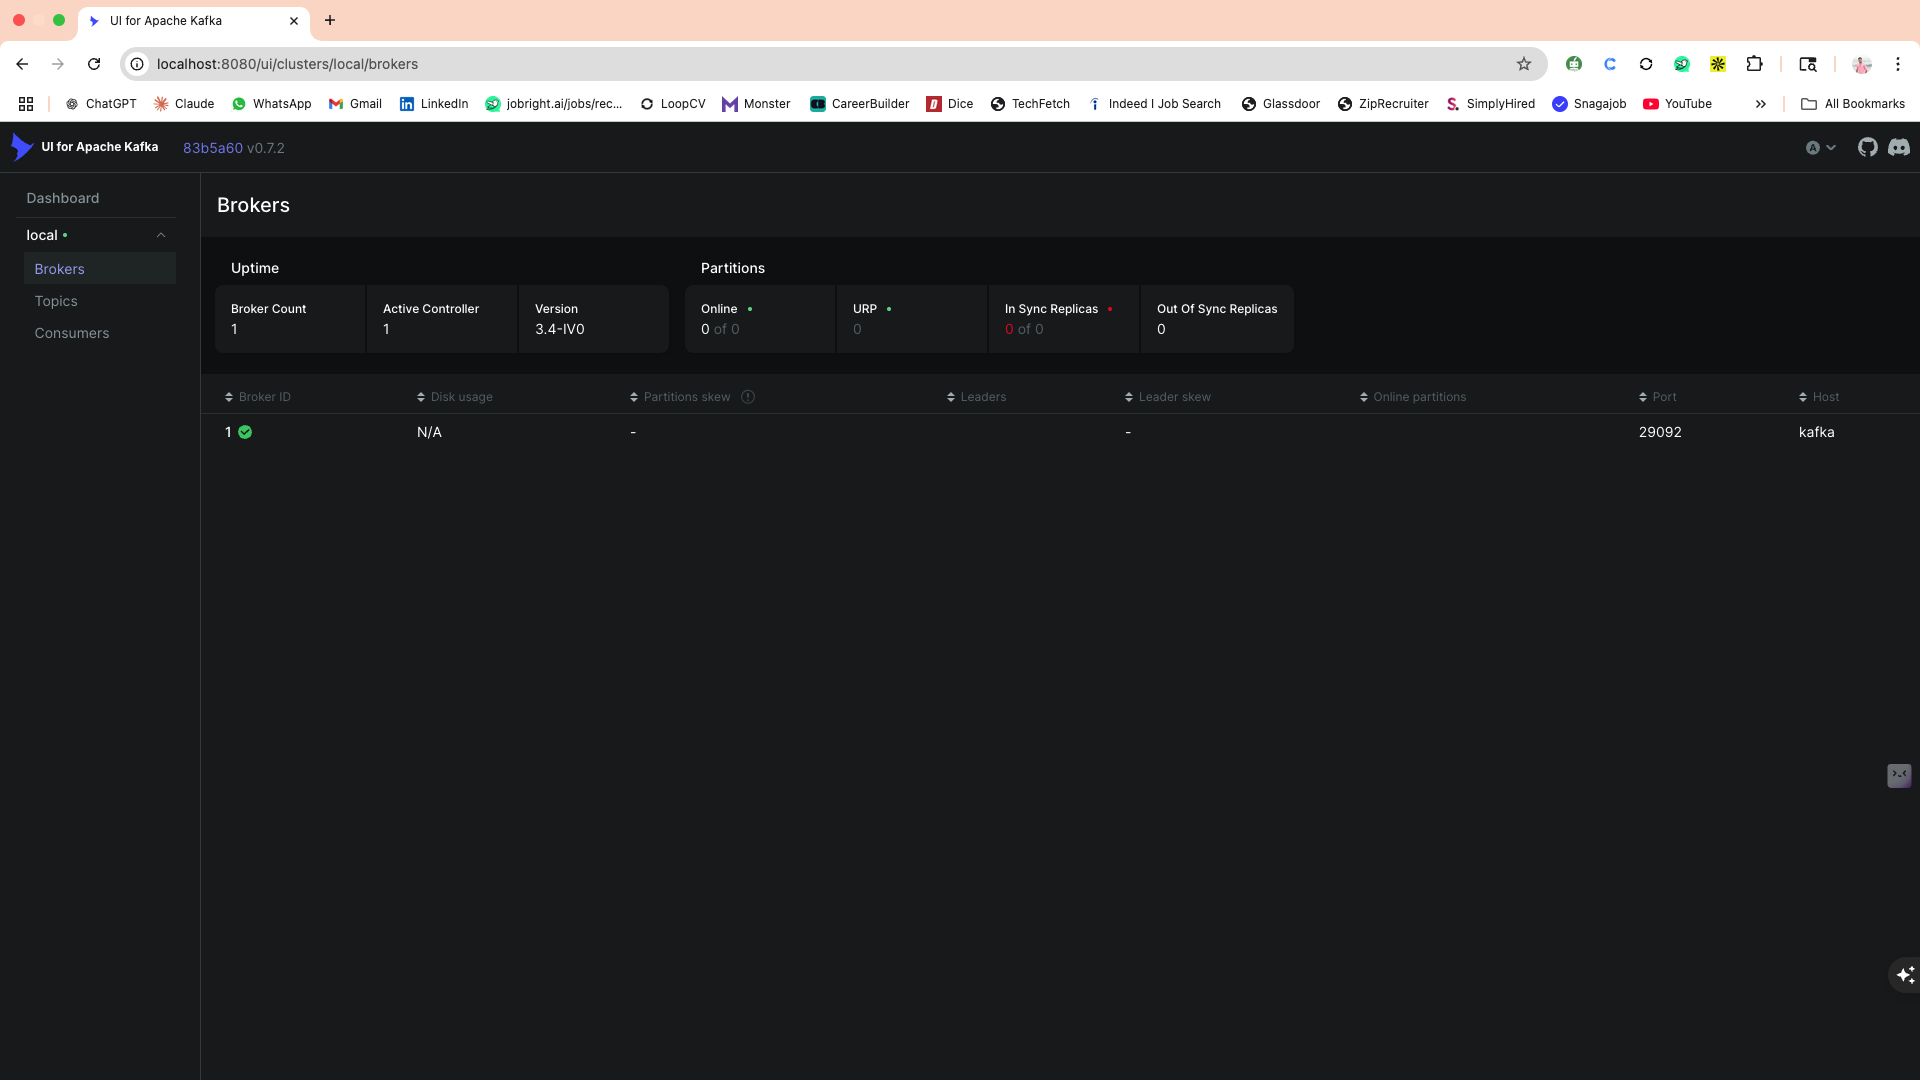 UI for Apache Kafka
localhost:8080/ui/clusters/local/brokers
ChatGPT Claude WhatsApp Gmail LinkedIn jobright.ai/jobs/rec... LoopCV Monster CareerBuilder Dice TechFetch Indeed I Job Search Glassdoor ZipRecruiter SimplyHired Snagajob YouTube All Bookmarks
UI for Apache Kafka 83b5a60 v0.7.2
A
Dashboard
local
Brokers
Topics
Consumers
Brokers
Uptime
Broker Count
1
Active Controller
1
Version
3.4-IV0
Partitions
Online
0 of 0
URP
0
In Sync Replicas
0 of 0
Out Of Sync Replicas
0
Broker ID Disk usage Partitions skew Leaders Leader skew Online partitions Port Host
1 N/A - - 29092 kafka